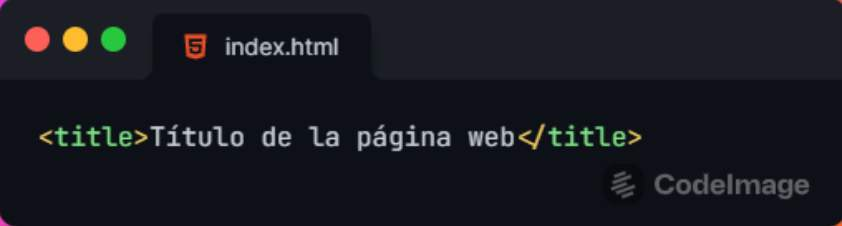 index.html
<title>Título de la página web</title>
CodeImage